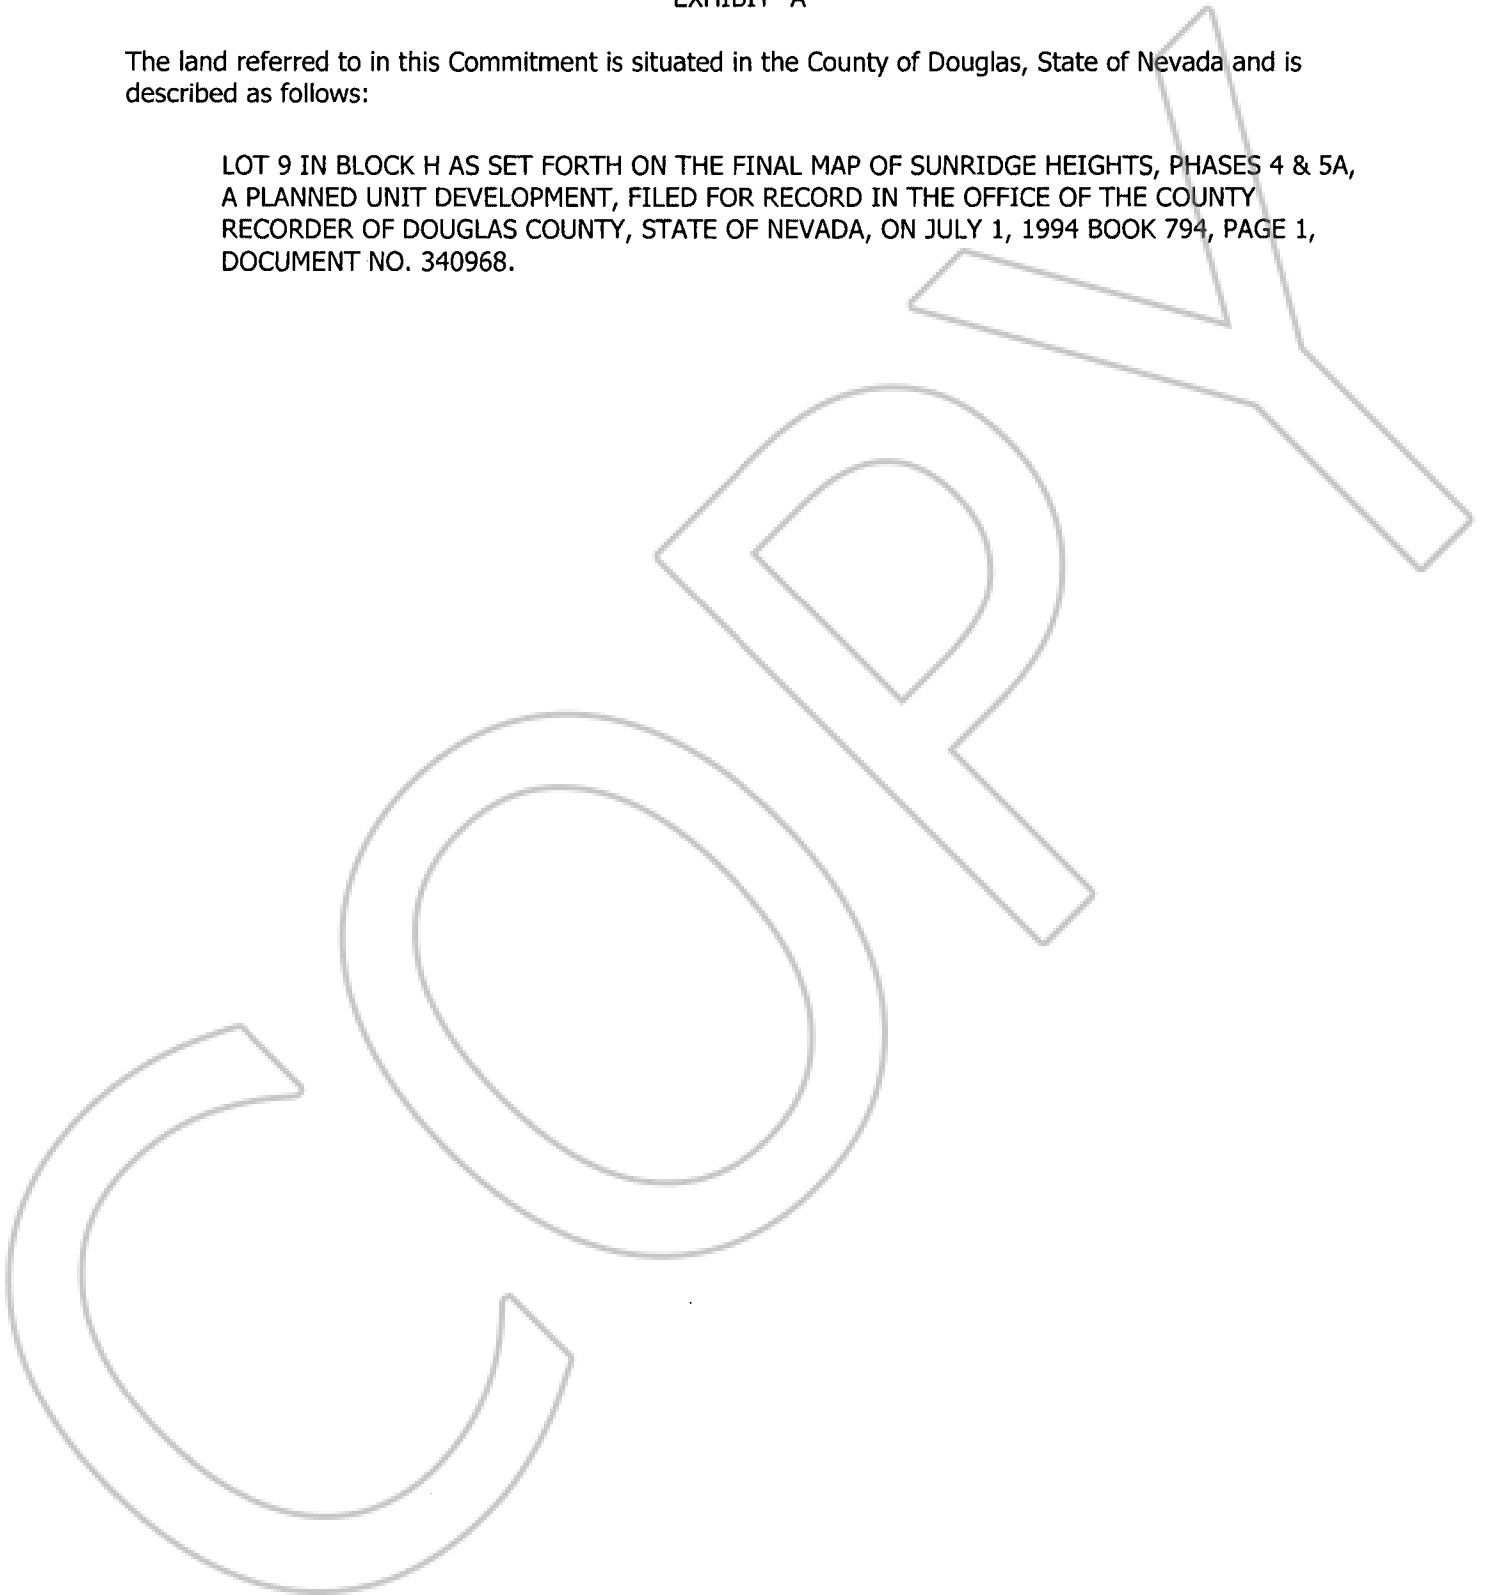 EXHIBIT "A"
The land referred to in this Commitment is situated in the County of Douglas, State of Nevada and is
described as follows:
LOT 9 IN BLOCK H AS SET FORTH ON THE FINAL MAP OF SUNRIDGE HEIGHTS, PHASES 4 & 5A,
A PLANNED UNIT DEVELOPMENT, FILED FOR RECORD IN THE OFFICE OF THE COUNTY
RECORDER OF DOUGLAS COUNTY, STATE OF NEVADA, ON JULY 1, 1994 BOOK 794, PAGE 1,
DOCUMENT NO. 340968.
COPY